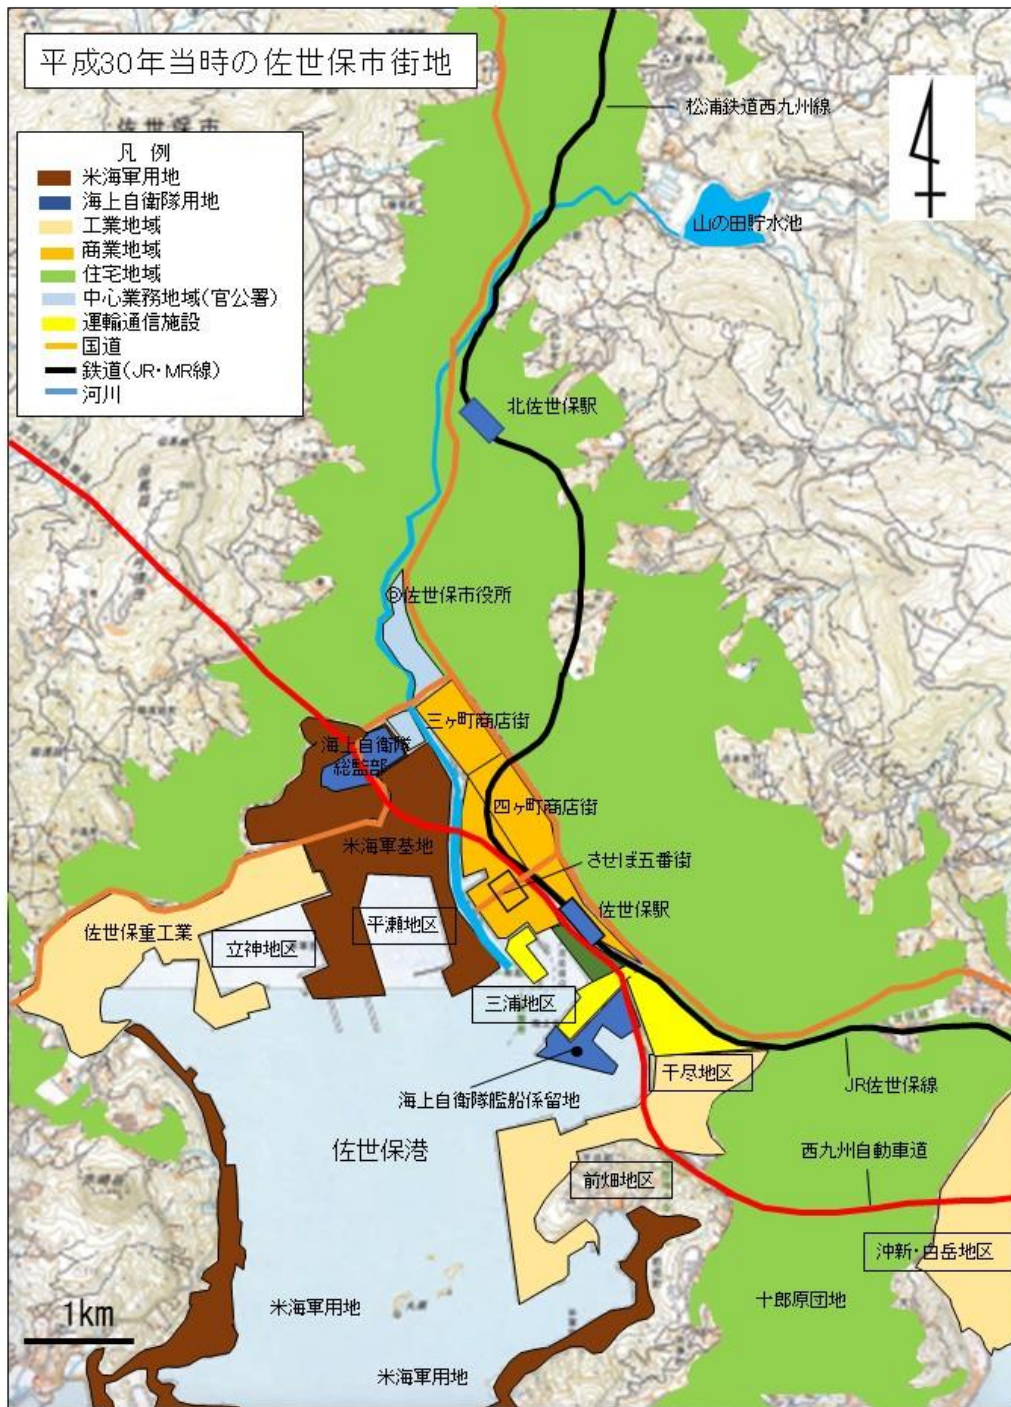 平成30年当時の佐世保市街地
松浦鉄道西九州線
佐世保市
凡 例
米海軍用地
海上自衛隊用地
工業地域
商業地域
住宅地域
中心業務地域(官公署)
運輸通信施設
国道
鉄道(JR・MR線)
河川
山の田貯水池
北佐世保駅
◎佐世保市役所
三ヶ町商店街
海上自衛隊
総監部
四ヶ町商店街
米海軍基地
させぼ五番街
佐世保駅
平瀬地区
佐世保重工業
立神地区
三浦地区
干尽地区
JR佐世保線
海上自衛隊艦船係留地
佐世保港
西九州自動車道
前畑地区
沖新・白岳地区
1km
米海軍用地
十郎原団地
米海軍用地